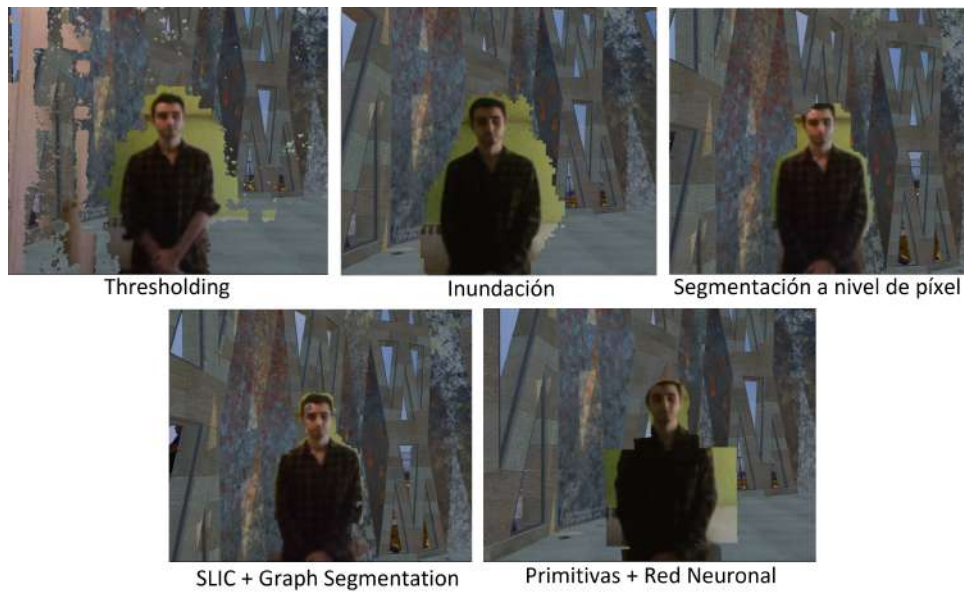 Thresholding
Inundación
Segmentación a nivel de píxel
SLIC + Graph Segmentation
Primitivas + Red Neuronal